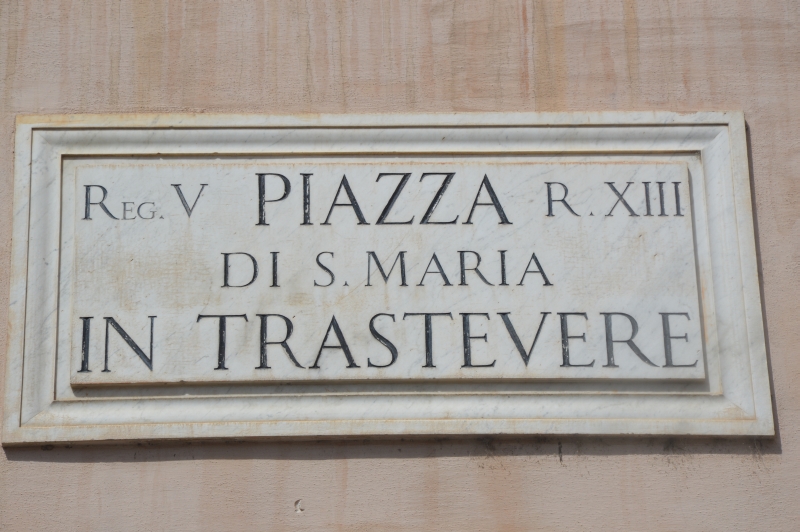 REG. V PIAZZA R. XIII
DI S. MARIA
IN TRASTEVERE